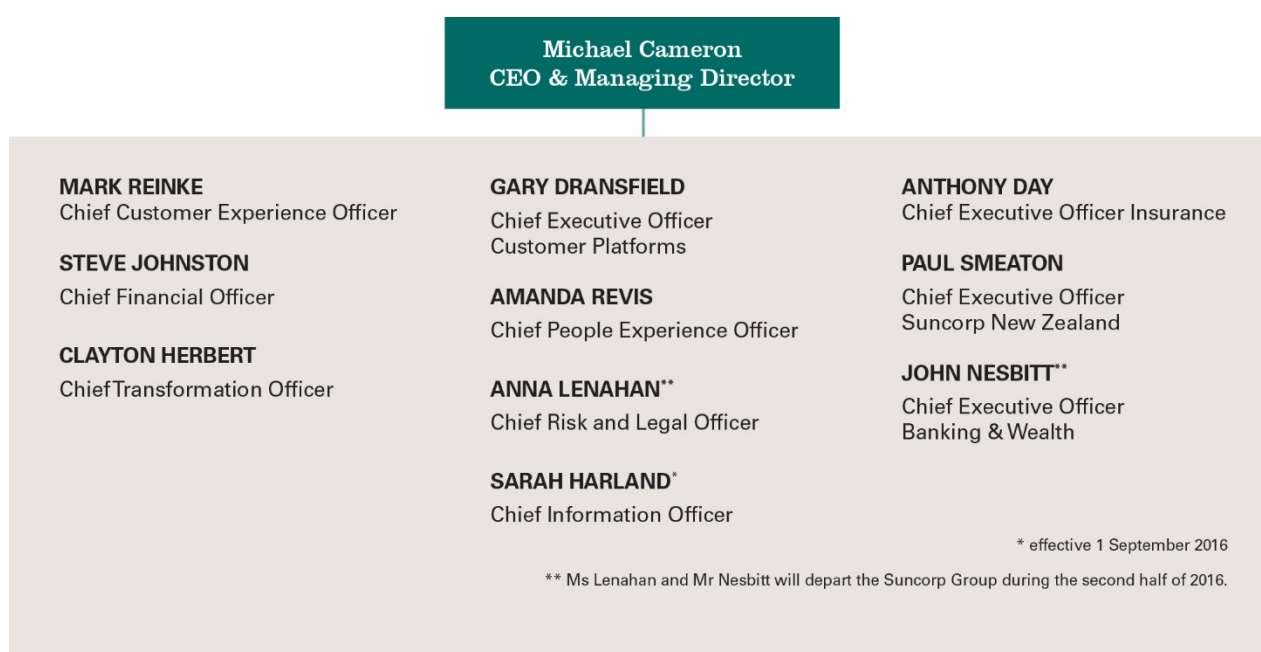 Michael Cameron
CEO & Managing Director
MARK REINKE
Chief Customer Experience Officer
STEVE JOHNSTON
Chief Financial Officer
CLAYTON HERBERT
Chief Transformation Officer
GARY DRANSFIELD
Chief Executive Officer
Customer Platforms
AMANDA REVIS
Chief People Experience Officer
ANNA LENAHAN**
Chief Risk and Legal Officer
SARAH HARLAND*
Chief Information Officer
ANTHONY DAY
Chief Executive Officer Insurance
PAUL SMEATON
Chief Executive Officer
Suncorp New Zealand
JOHN NESBITT**
Chief Executive Officer
Banking & Wealth
* effective 1 September 2016
** Ms Lenahan and Mr Nesbitt will depart the Suncorp Group during the second half of 2016.